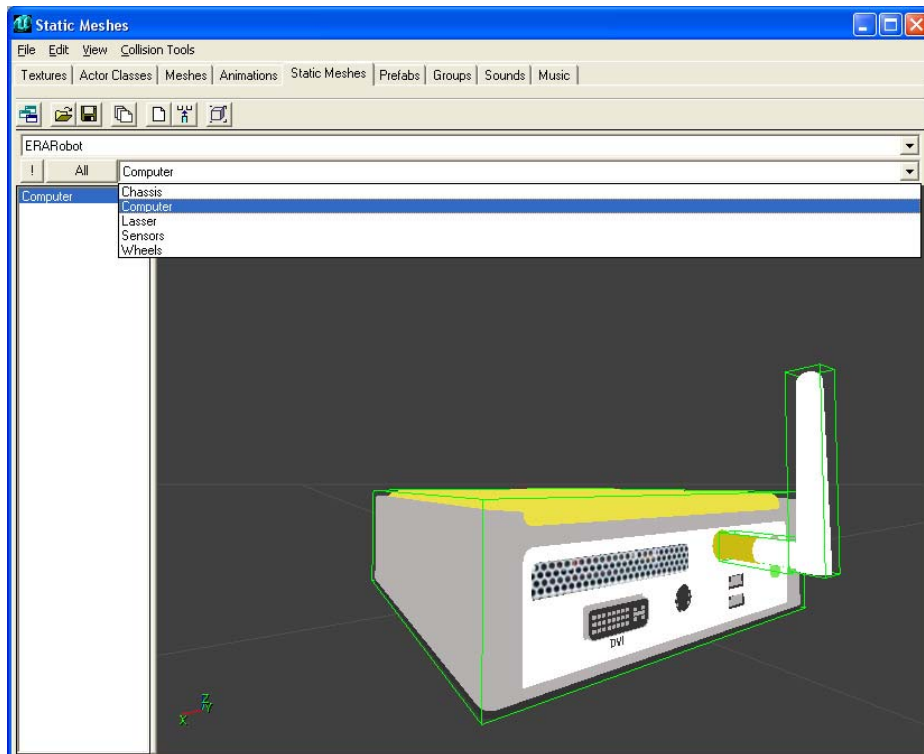 Static Meshes
File Edit View Collision Tools
Textures Actor Classes Meshes Animations Static Meshes Prefabs Groups Sounds Music
ERARobot
! All Computer
Computer
Chassis
Computer
Lasser
Sensors
Wheels
DVI
Z
X Y